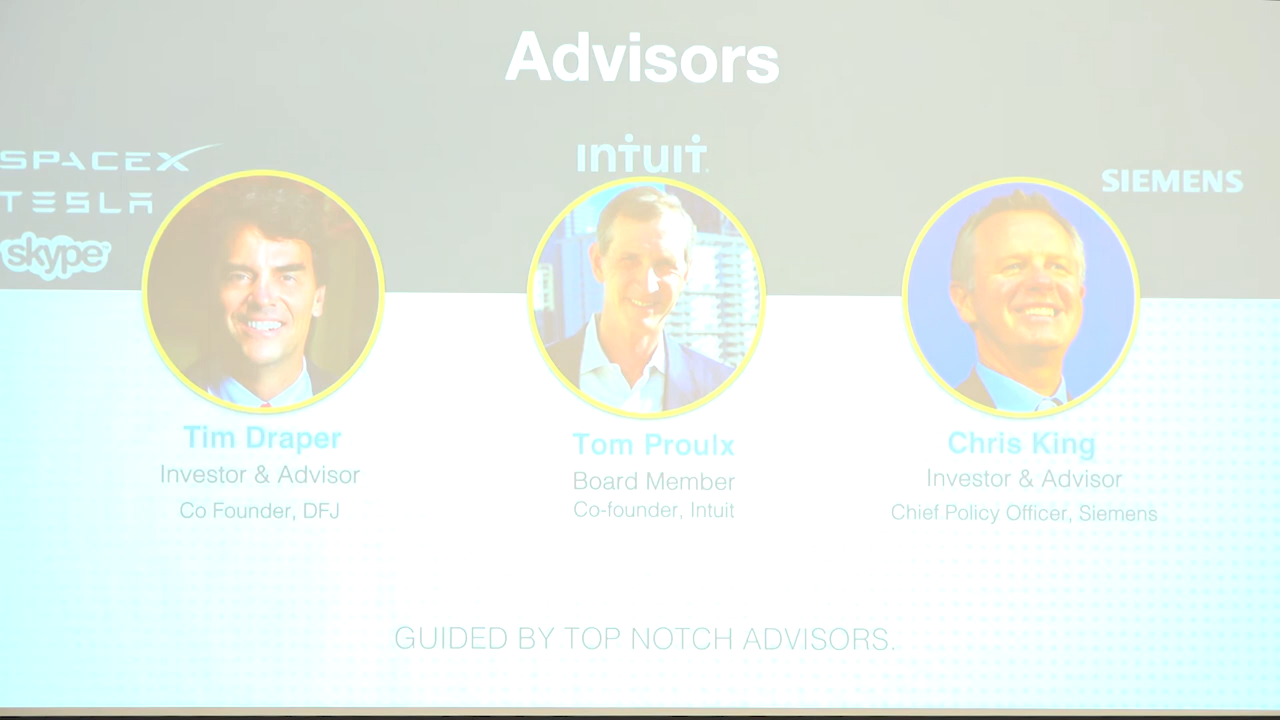 Advisors
SPACEX
TESLA
skype
intuit.
SIEMENS
Tim Draper
Investor & Advisor
Co Founder, DFJ
Tom Proulx
Board Member
Co-founder, Intuit
Chris King
Investor & Advisor
Chief Policy Officer, Siemens
GUIDED BY TOP NOTCH ADVISORS.